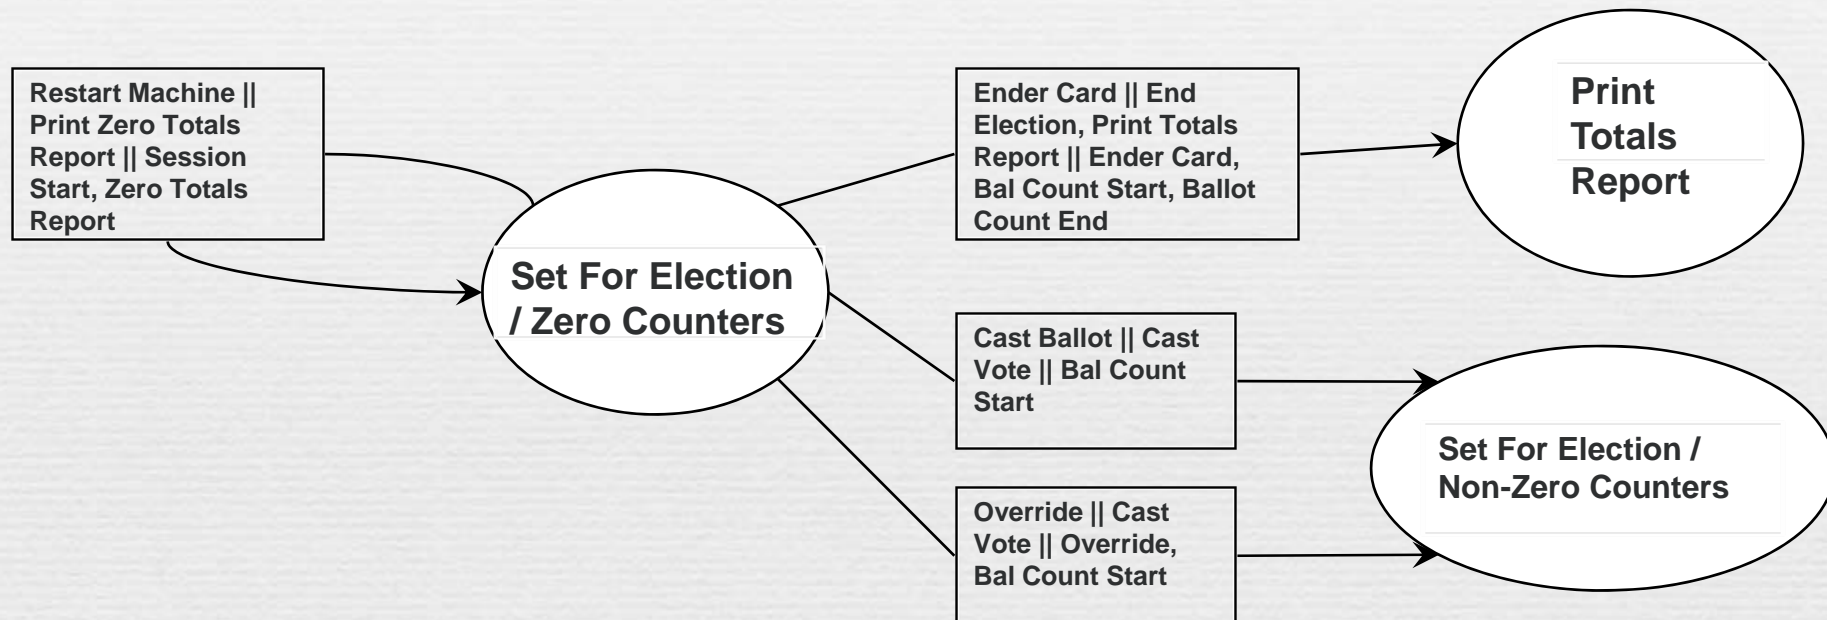 Restart Machine ||
Print Zero Totals
Report || Session
Start, Zero Totals
Report
Set For Election
/ Zero Counters
Ender Card || End
Election, Print Totals
Report || Ender Card,
Bal Count Start, Ballot
Count End
Print
Totals
Report
Cast Ballot || Cast
Vote || Bal Count
Start
Set For Election /
Non-Zero Counters
Override || Cast
Vote || Override,
Bal Count Start